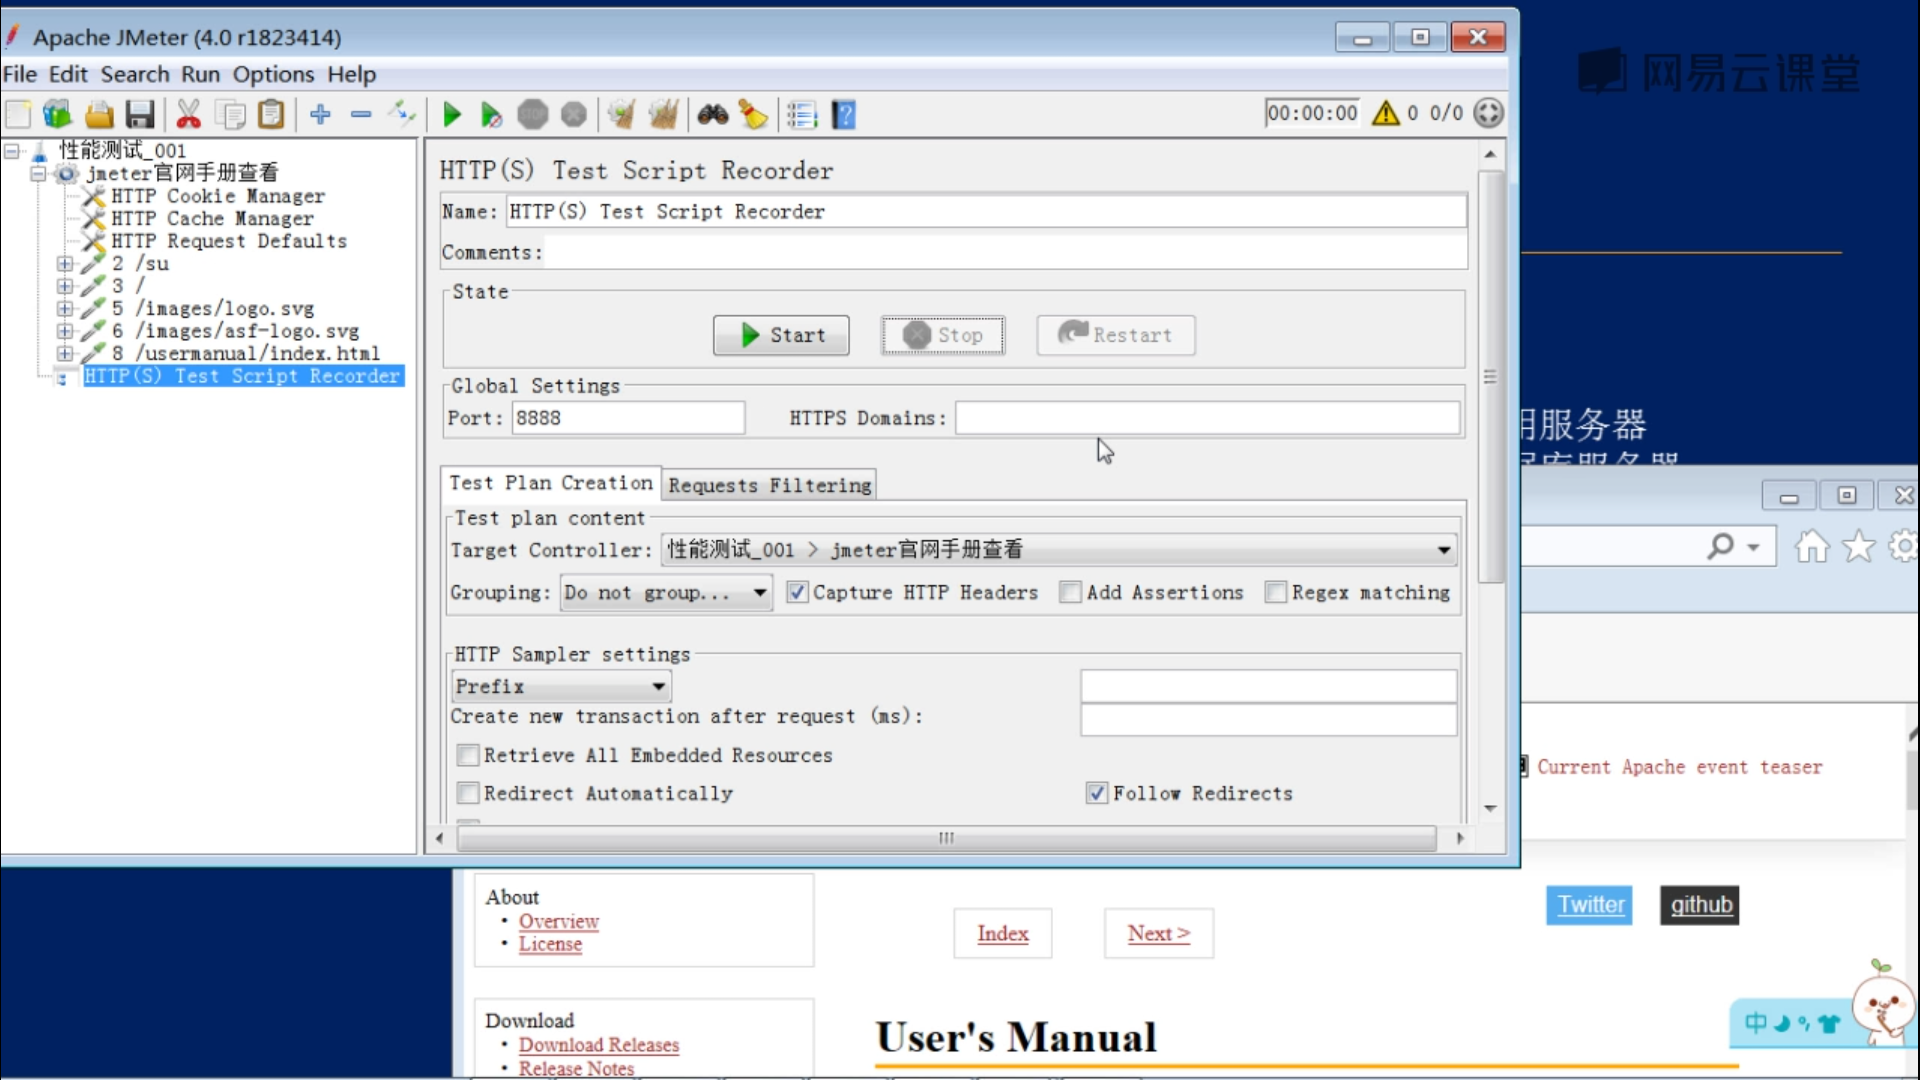 Apache JMeter (4.0 r1823414)
File Edit Search Run Options Help
网易云课堂
STOP
00:00:00
0 0/0
性能测试_001
jmeter官网手册查看
HTTP Cookie Manager
HTTP Cache Manager
HTTP Request Defaults
2 /su
3 /
5 /images/logo.svg
6 /images/asf-logo.svg
8 /usermanual/index.html
HTTP(S) Test Script Recorder
HTTP(S) Test Script Recorder
Name: HTTP(S) Test Script Recorder
Comments:
State
Start
Stop
Restart
Global Settings
Port: 8888
HTTPS Domains:
Test Plan Creation
Requests Filtering
Test plan content
Target Controller: 性能测试_001 > jmeter官网手册查看
Grouping: Do not group... Capture HTTP Headers Add Assertions Regex matching
HTTP Sampler settings
Prefix
Create new transaction after request (ms):
Retrieve All Embedded Resources
Redirect Automatically
Follow Redirects
用服务器
服务器
Current Apache event teaser
Twitter
github
About
• Overview
• License
Index
Next >
Download
• Download Releases
• Release Notes
User's Manual
中